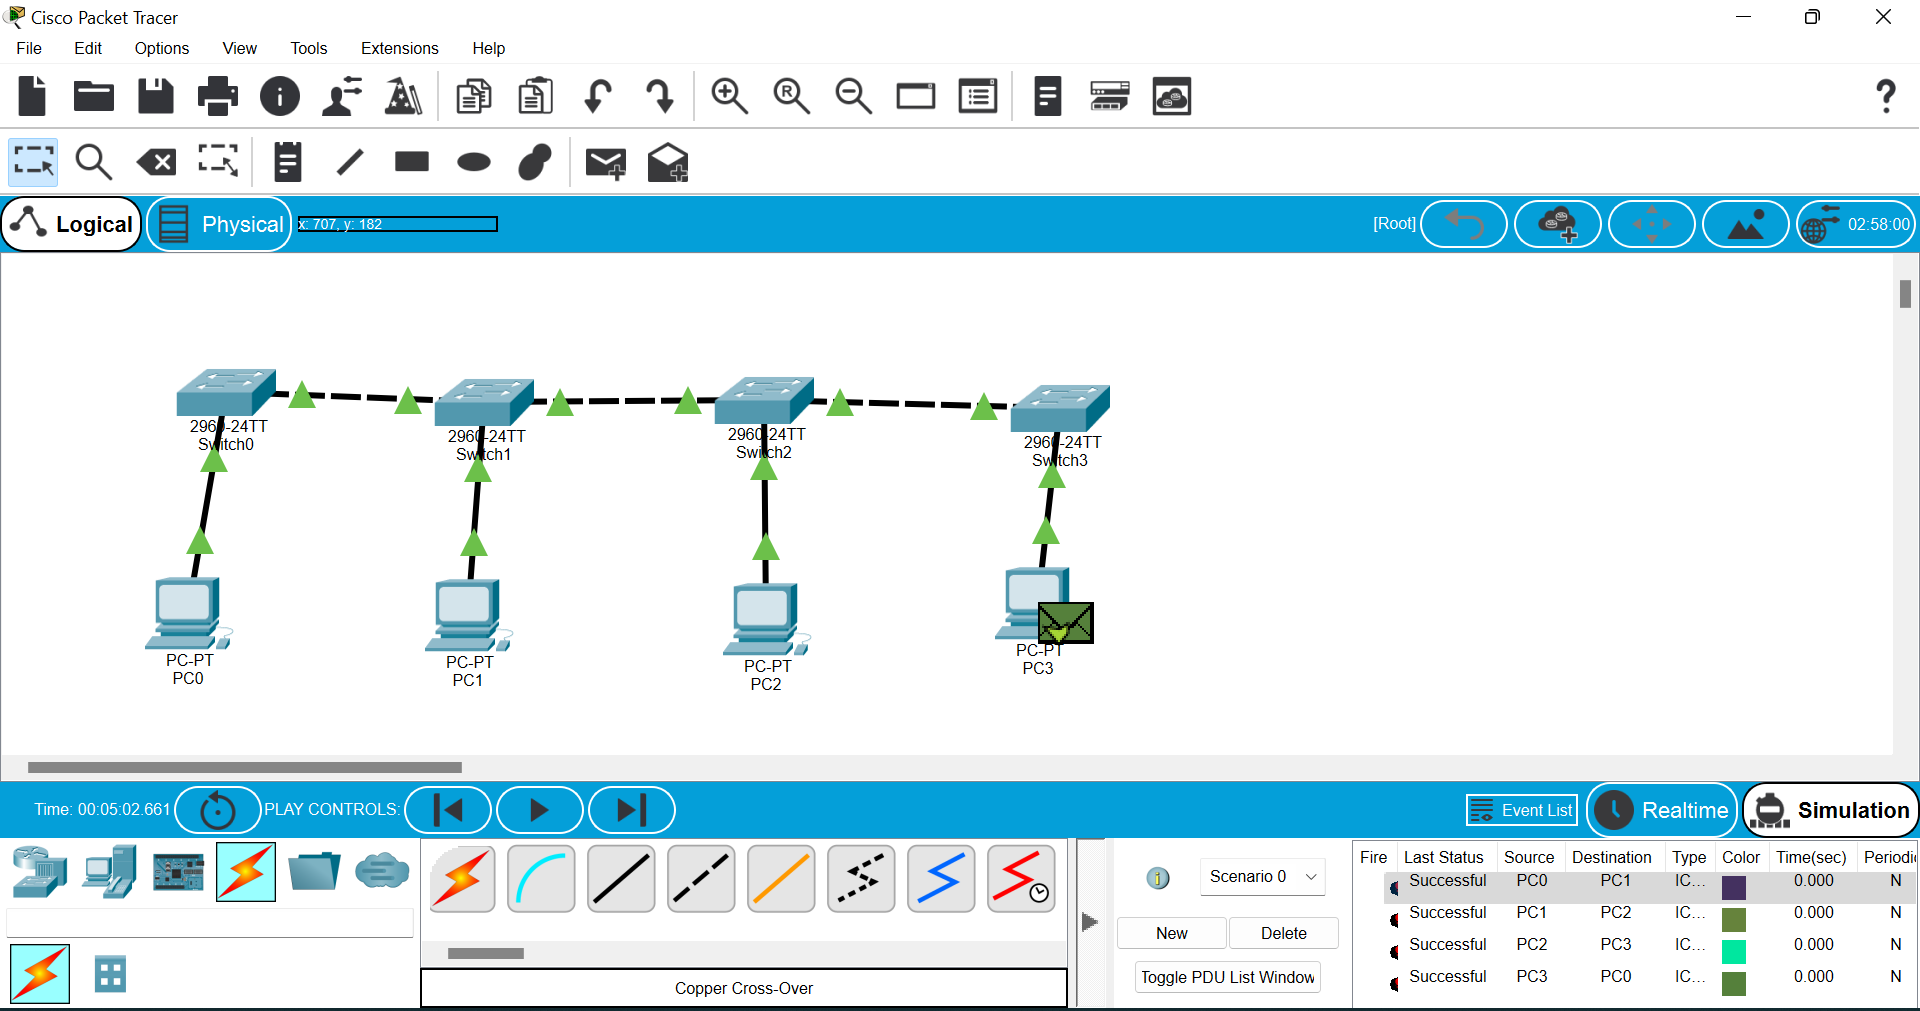 Cisco Packet Tracer
File Edit Options View Tools Extensions Help
Logical Physical x: 707, y: 182 [Root] 02:58:00
2960-24TT
Switch0
2960-24TT
Switch1
2960-24TT
Switch2
2960-24TT
Switch3
PC-PT
PC0
PC-PT
PC1
PC-PT
PC2
PC-PT
PC3
Time: 00:05:02.661 PLAY CONTROLS: Event List Realtime Simulation
Scenario 0
New Delete
Toggle PDU List Window
Copper Cross-Over
Fire Last Status Source Destination Type Color Time(sec) Periodi
Successful PC0 PC1 IC... 0.000 N
Successful PC1 PC2 IC... 0.000 N
Successful PC2 PC3 IC... 0.000 N
Successful PC3 PC0 IC... 0.000 N